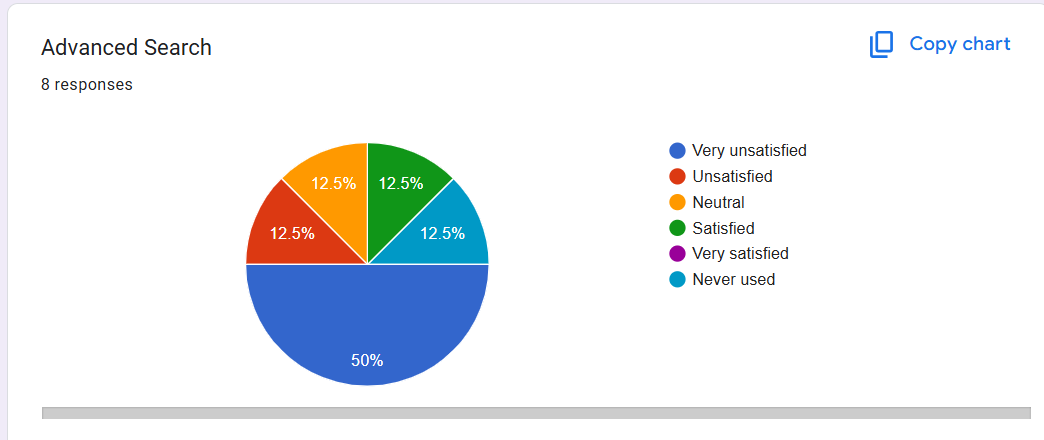 Advanced Search
Copy chart
8 responses
12.5%
12.5%
12.5%
12.5%
50%
Very unsatisfied
Unsatisfied
Neutral
Satisfied
Very satisfied
Never used